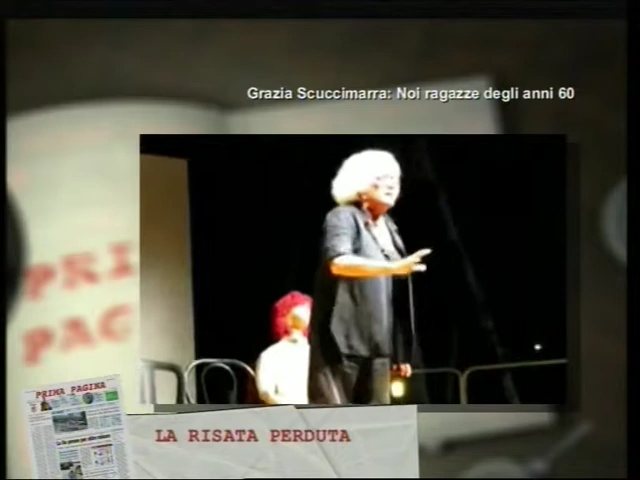 Grazia Scuccimarra: Noi ragazze degli anni 60
PRI
PAG
PRIMA PAGINA
LA RISATA PERDUTA